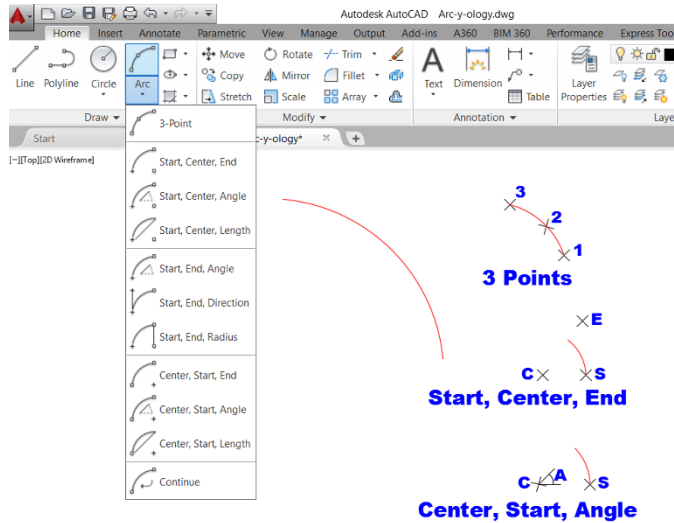 Autodesk AutoCAD Arc-y-ology.dwg
Home Insert Annotate Parametric View Manage Output Add-ins A360 BIM 360 Performance Express Too
Line Polyline Circle Arc
Move Rotate Trim
Copy Mirror Fillet
Stretch Scale Array
Text Dimension
Table
Layer
Properties
Draw Modify Annotation Laye
Start
c-y-ology*
[−][Top][2D Wireframe]
3-Point
Start, Center, End
Start, Center, Angle
Start, Center, Length
Start, End, Angle
Start, End, Direction
Start, End, Radius
Center, Start, End
Center, Start, Angle
Center, Start, Length
Continue
3
2
1
3 Points
E
C S
Start, Center, End
C A S
Center, Start, Angle